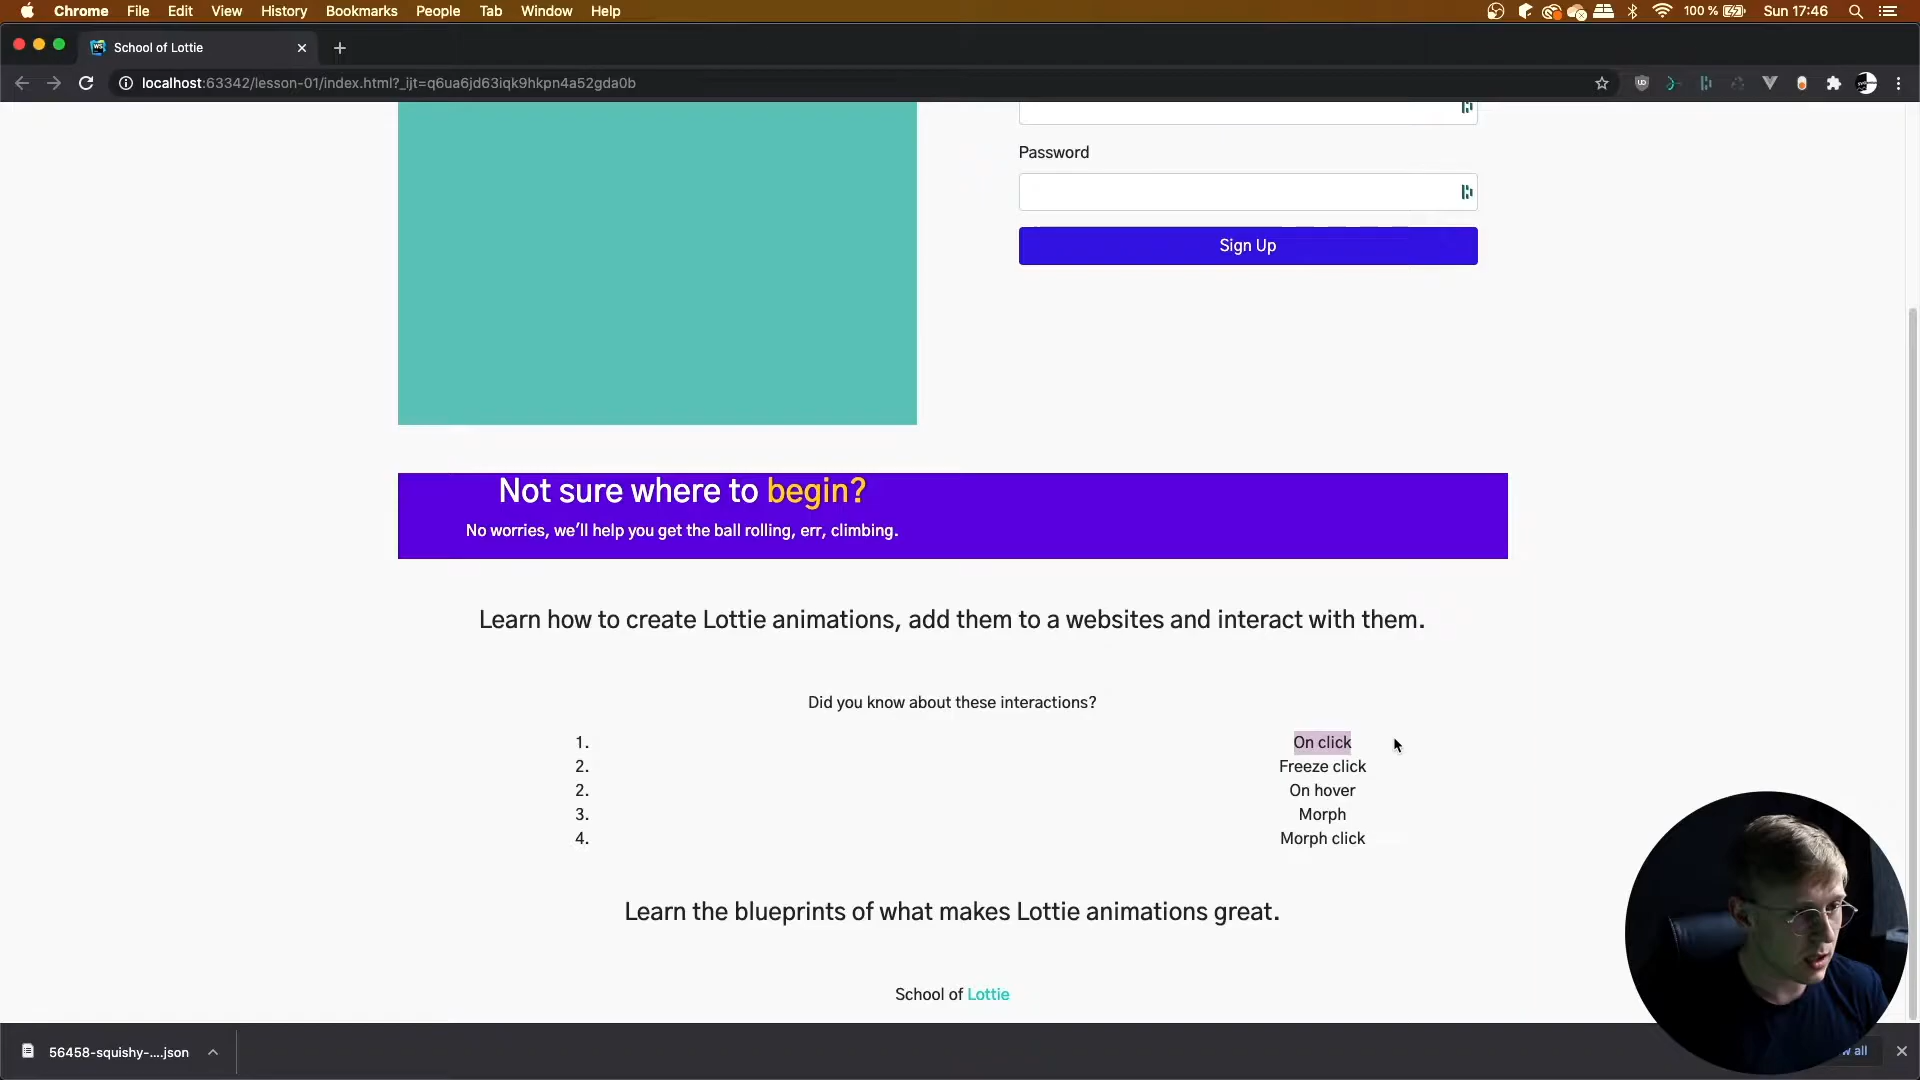 Chrome File Edit View History Bookmarks People Tab Window Help 100 % Sun 17:46
School of Lottie
localhost:63342/lesson-01/index.html?_ijt=q6ua6jd63iqk9hkpn4a52gda0b
Password
Sign Up
Not sure where to begin?
No worries, we'll help you get the ball rolling, err, climbing.
Learn how to create Lottie animations, add them to a websites and interact with them.
Did you know about these interactions?
1. On click
2. Freeze click
2. On hover
3. Morph
4. Morph click
Learn the blueprints of what makes Lottie animations great.
School of Lottie
56458-squishy-....json
all